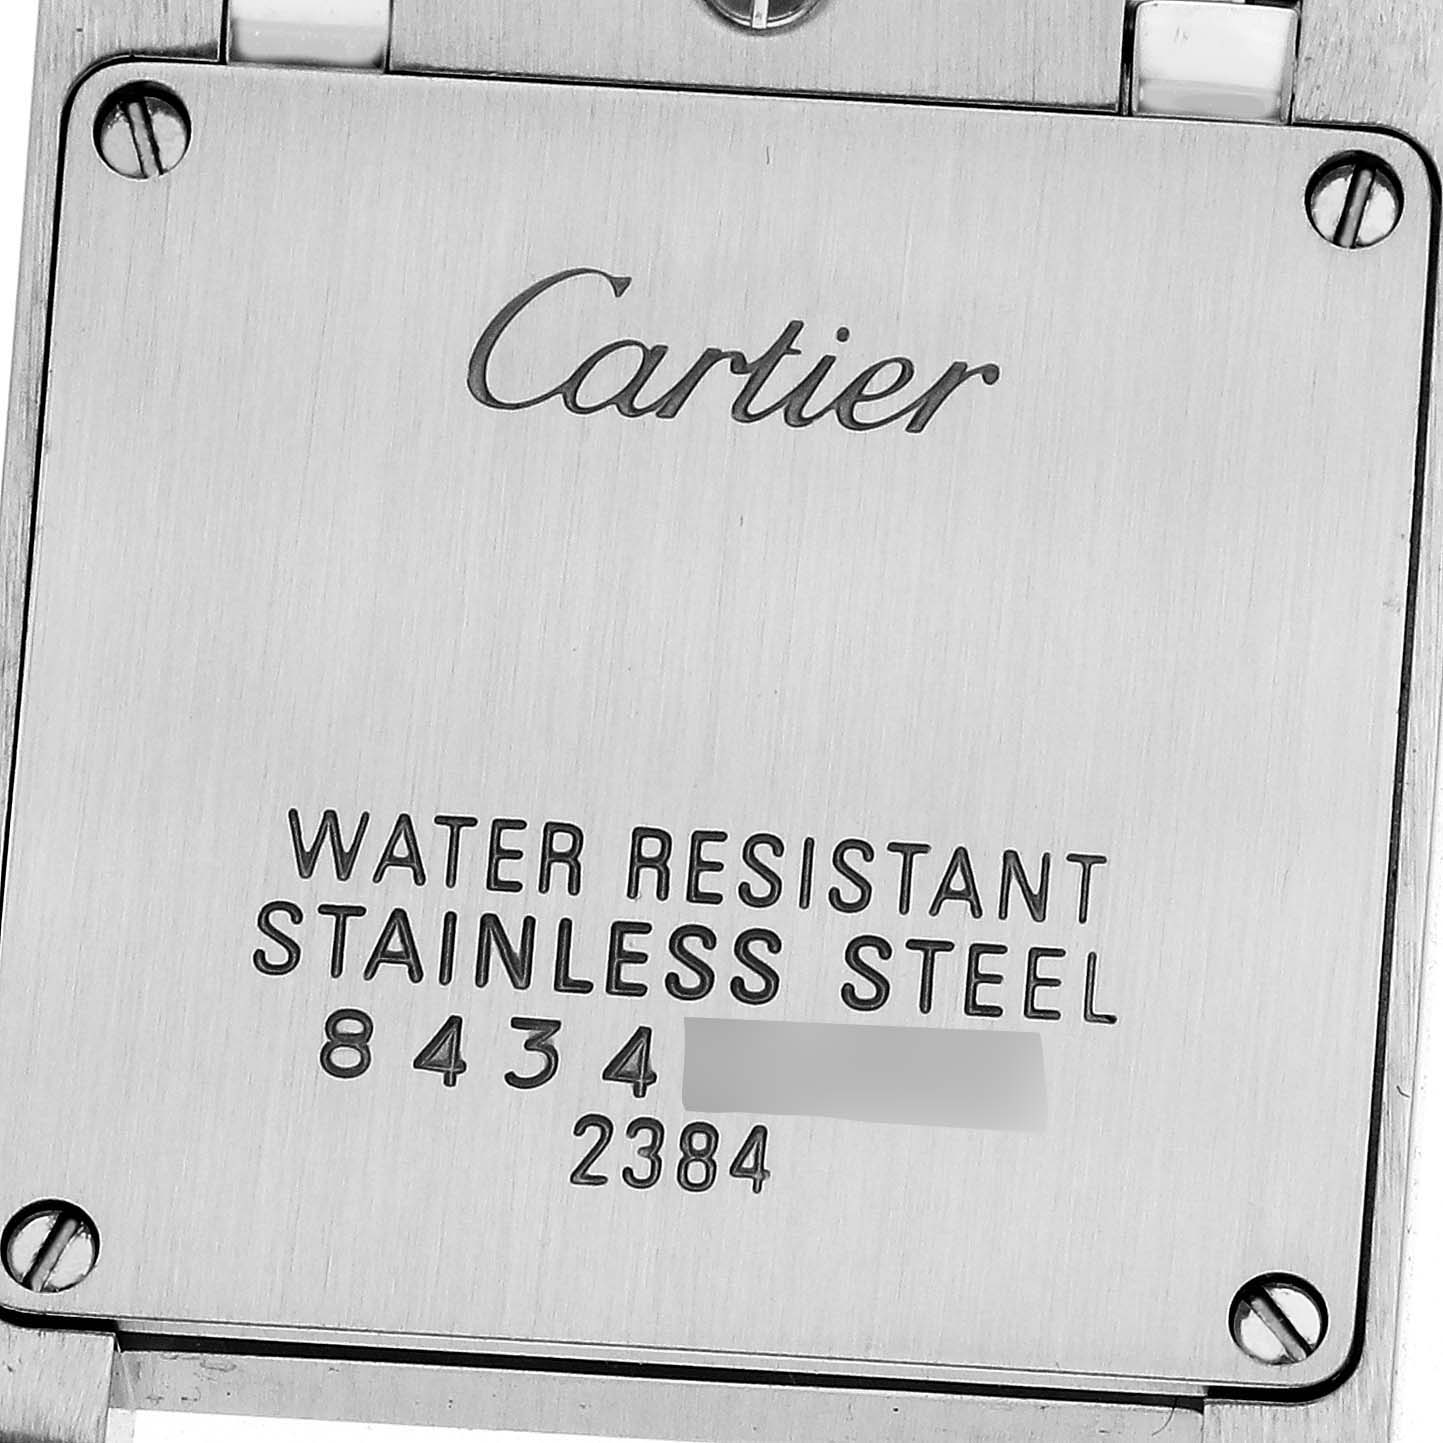 Cartier
WATER RESISTANT
STAINLESS STEEL
8434
2384